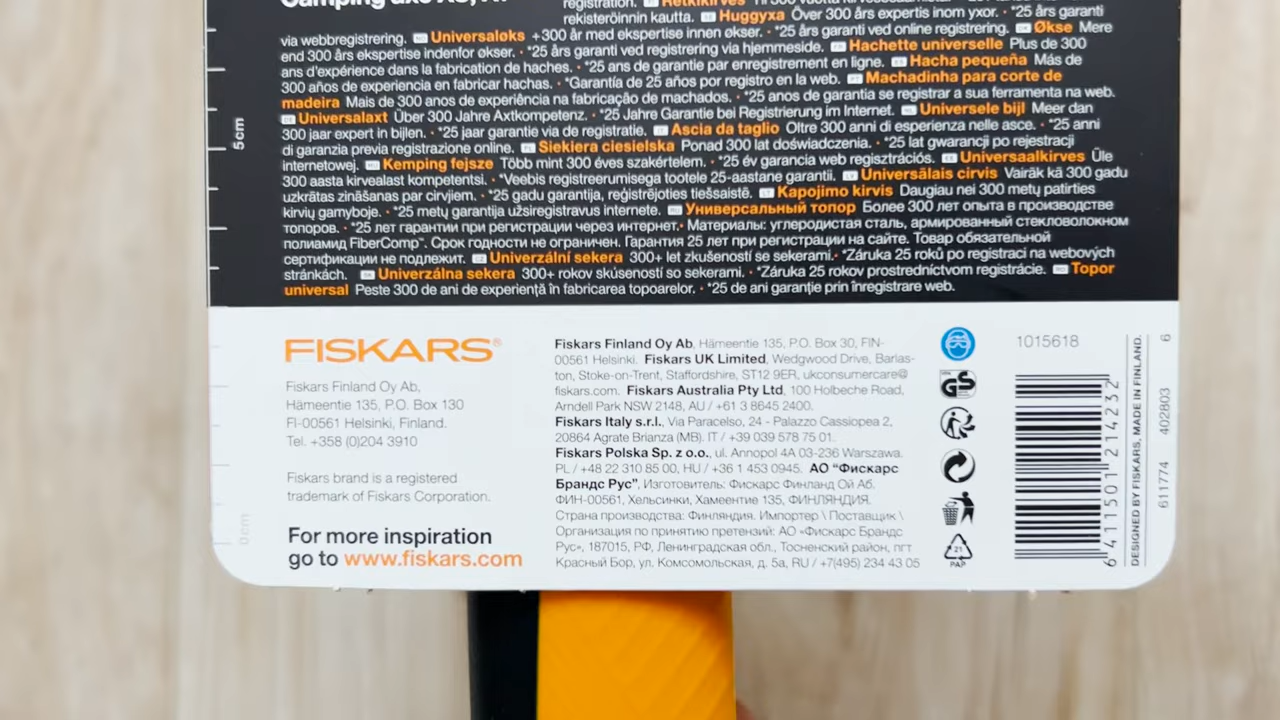 Camping axe
registration. Retkikirves
rekisteröinnin kautta. Huggyxa Över 300 års expertis inom yxor. · *25 års garanti
via webbregistrering. Universaløks +300 år med ekspertise innen økser. · *25 års garanti ved online registrering. Økse Mere
end 300 års ekspertise indenfor økser. · *25 års garanti ved registrering via hjemmeside. Hachette universelle Plus de 300
ans d'expérience dans la fabrication de haches. · *25 ans de garantie par enregistrement en ligne. Hacha pequeña Más de
300 años de experiencia en fabricar hachas. · *Garantía de 25 años por registro en la web. Machadinha para corte de
madeira Mais de 300 anos de experiência na fabricação de machados. · *25 anos de garantia se registrar a sua ferramenta na web.
Universalaxt Über 300 Jahre Axtkompetenz. · *25 Jahre Garantie bei Registrierung im Internet. Universele bijl Meer dan
300 jaar expert in bijlen. · *25 jaar garantie via de registratie. Ascia da taglio Oltre 300 anni di esperienza nelle asce. · *25 anni
di garanzia previa registrazione online. Siekiera ciesielska Ponad 300 lat doświadczenia. · *25 lat gwarancji po rejestracji
internetowej. Kemping fejsze Több mint 300 éves szakértelem. · *25 év garancia web regisztrációs. Universaalkirves Üle
300 aasta kirvealast kompetentsi. · *Veebis registreerumisega tootele 25-aastane garantii. Universālais cirvis Vairāk kā 300 gadu
uzkrātas zināšanas par cirvjiem. · *25 gadu garantija, reģistrējoties tiešsaistē. Kapojimo kirvis Daugiau nei 300 metų patirties
kirvių gamyboje. · *25 metų garantija užsiregistravus internete. Универсальный топор Более 300 лет опыта в производстве
топоров. · *25 лет гарантии при регистрации через интернет.· Материалы: углеродистая сталь, армированный стекловолокном
полиамид FiberComp™. Срок годности не ограничен. Гарантия 25 лет при регистрации на сайте. Товар обязательной
сертификации не подлежит. Univerzální sekera 300+ let zkušeností se sekerami.· *Záruka 25 roků po registraci na webových
stránkách. Univerzálna sekera 300+ rokov skúseností so sekerami. · *Záruka 25 rokov prostredníctvom registrácie. Topor
universal Peste 300 de ani de experiență în fabricarea topoarelor. · *25 de ani garanție prin înregistrare web.
5cm
0cm
FISKARS®
Fiskars Finland Oy Ab,
Hämeentie 135, P.O. Box 130
FI-00561 Helsinki, Finland.
Tel. +358 (0)204 3910
Fiskars brand is a registered
trademark of Fiskars Corporation.
For more inspiration
go to www.fiskars.com
Fiskars Finland Oy Ab, Hämeentie 135, P.O. Box 30, FIN-
00561 Helsinki. Fiskars UK Limited, Wedgwood Drive, Barlas-
ton, Stoke-on-Trent, Staffordshire, ST12 9ER, ukconsumercare@
fiskars.com. Fiskars Australia Pty Ltd, 100 Holbeche Road,
Arndell Park NSW 2148, AU / +61 3 8645 2400.
Fiskars Italy s.r.l., Via Paracelso, 24 - Palazzo Cassiopea 2,
20864 Agrate Brianza (MB). IT / +39 039 578 75 01.
Fiskars Polska Sp. z o.o., ul. Annopol 4A 03-236 Warszawa.
PL / +48 22 310 85 00, HU / +36 1 453 0945. АО "Фискарс
Брандс Рус", Изготовитель: Фискарс Финланд Ой Аб.
ФИН-00561, Хельсинки, Хамеентие 135, ФИНЛЯНДИЯ.
Страна производства: Финляндия. Импортер \ Поставщик \
Организация по принятию претензий: АО «Фискарс Брандс
Рус», 187015, РФ, Ленинградская обл., Тосненский район, пгт
Красный Бор, ул. Комсомольская, д. 5а, RU / +7(495) 234 43 05
GS
21
PAP
1015618
6 411501 214232
DESIGNED BY FISKARS, MADE IN FINLAND.
611774 402803 6